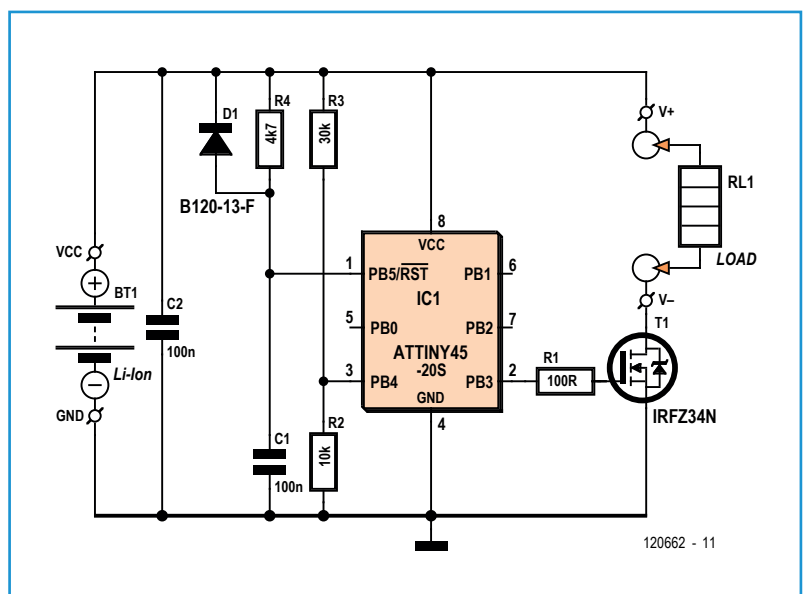 D1
B120-13-F
R4
4k7
R3
30k
V+
RL1
LOAD
V–
T1
IRFZ34N
VCC
BT1
Li-Ion
GND
C2
100n
8
VCC
1
PB5/RST
PB1
6
IC1
5
PB0
PB2
7
ATTINY45
-20S
3
PB4
PB3
2
GND
4
R1
100R
R2
10k
C1
100n
120662 - 11